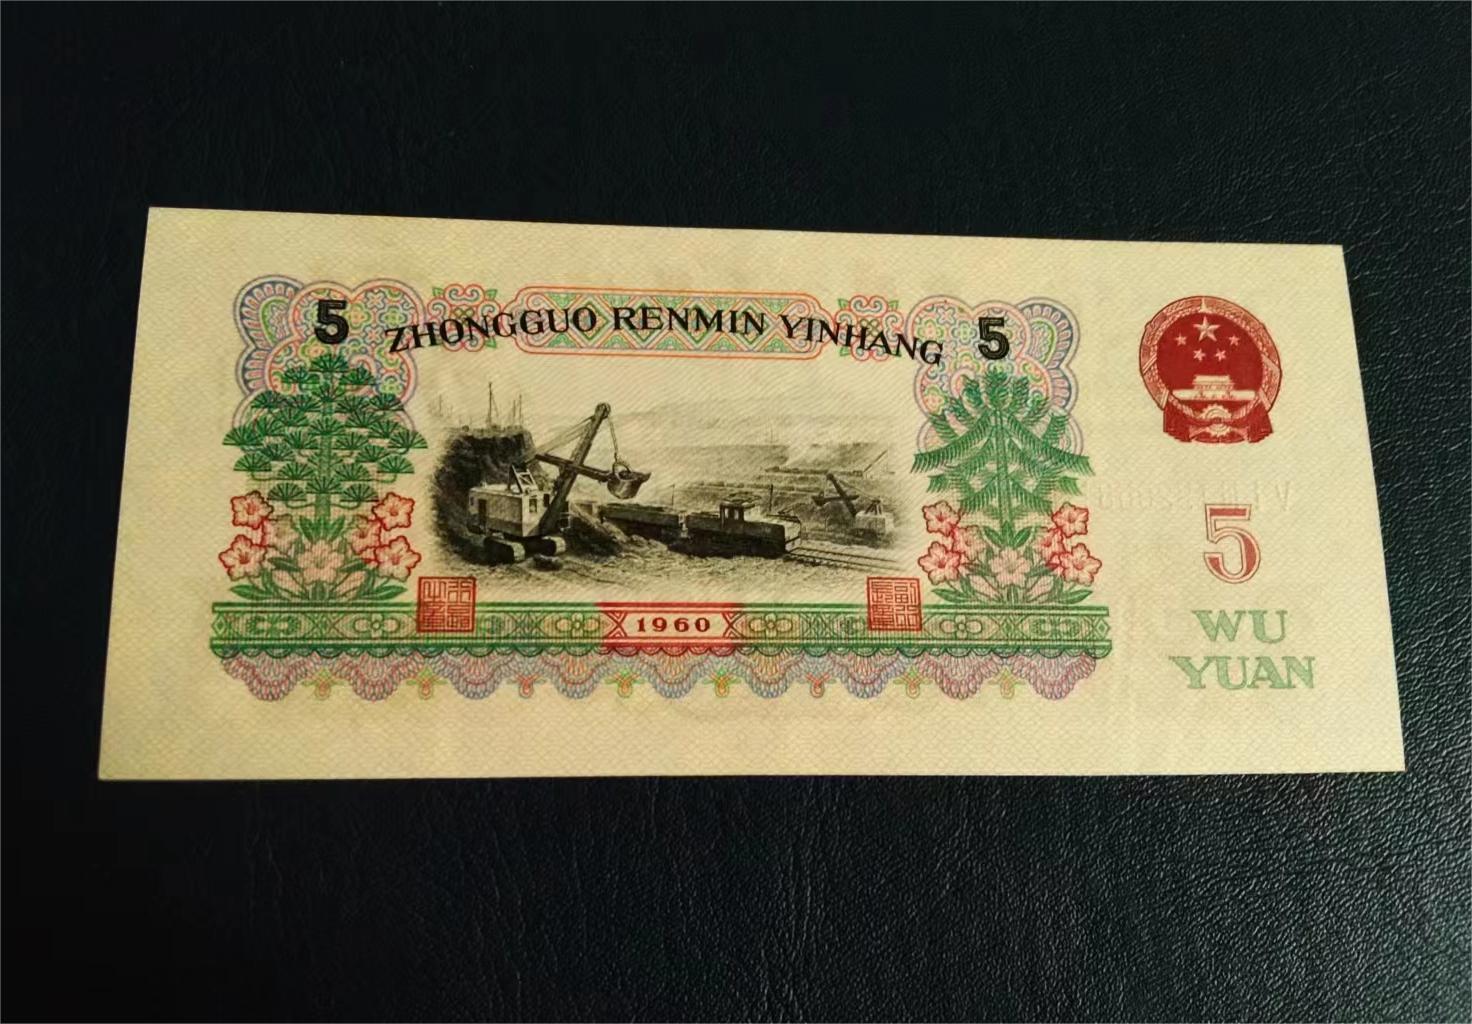 5 ZHONGGUO RENMIN YINHANG 5
1960
5
WU
YUAN